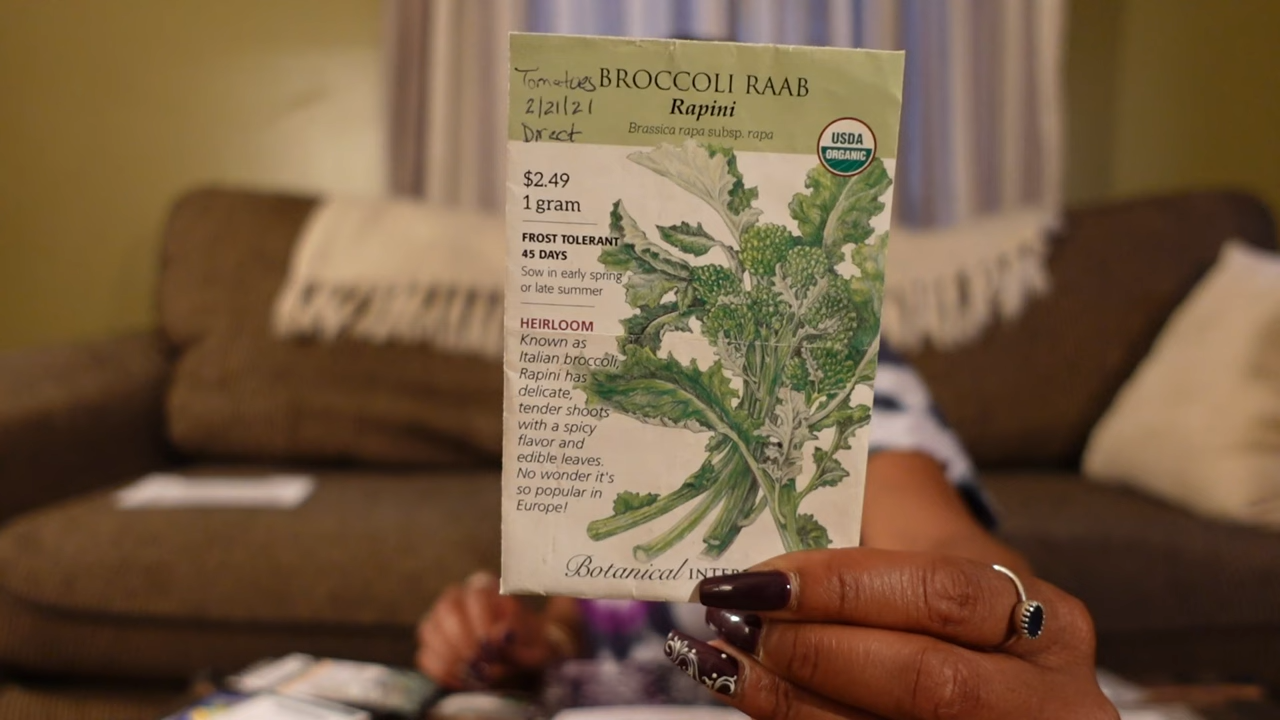 Tomatoes
2/21/21
Direct
BROCCOLI RAAB
Rapini
Brassica rapa subsp. rapa
USDA
ORGANIC
$2.49
1 gram
FROST TOLERANT
45 DAYS
Sow in early spring
or late summer
HEIRLOOM
Known as
Italian broccoli,
Rapini has
delicate,
tender shoots
with a spicy
flavor and
edible leaves.
No wonder it's
so popular in
Europe!
Botanical INTER